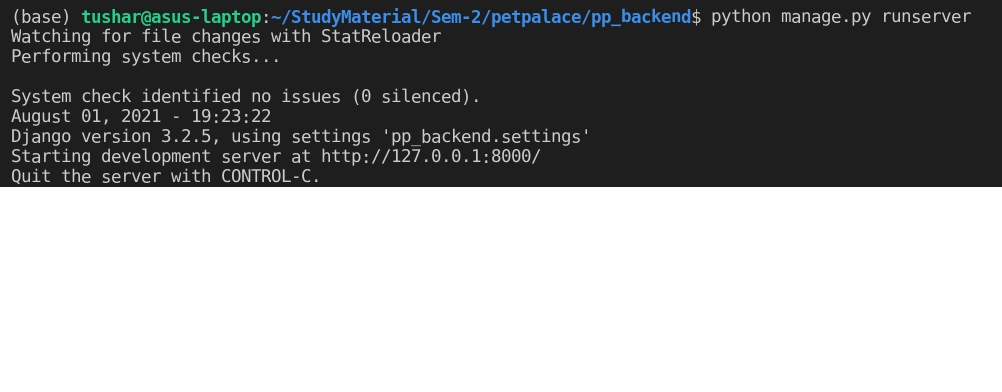 (base) tushar@asus-laptop:~/StudyMaterial/Sem-2/petpalace/pp_backend$ python manage.py runserver
Watching for file changes with StatReloader
Performing system checks...
System check identified no issues (0 silenced).
August 01, 2021 - 19:23:22
Django version 3.2.5, using settings 'pp_backend.settings'
Starting development server at http://127.0.0.1:8000/
Quit the server with CONTROL-C.